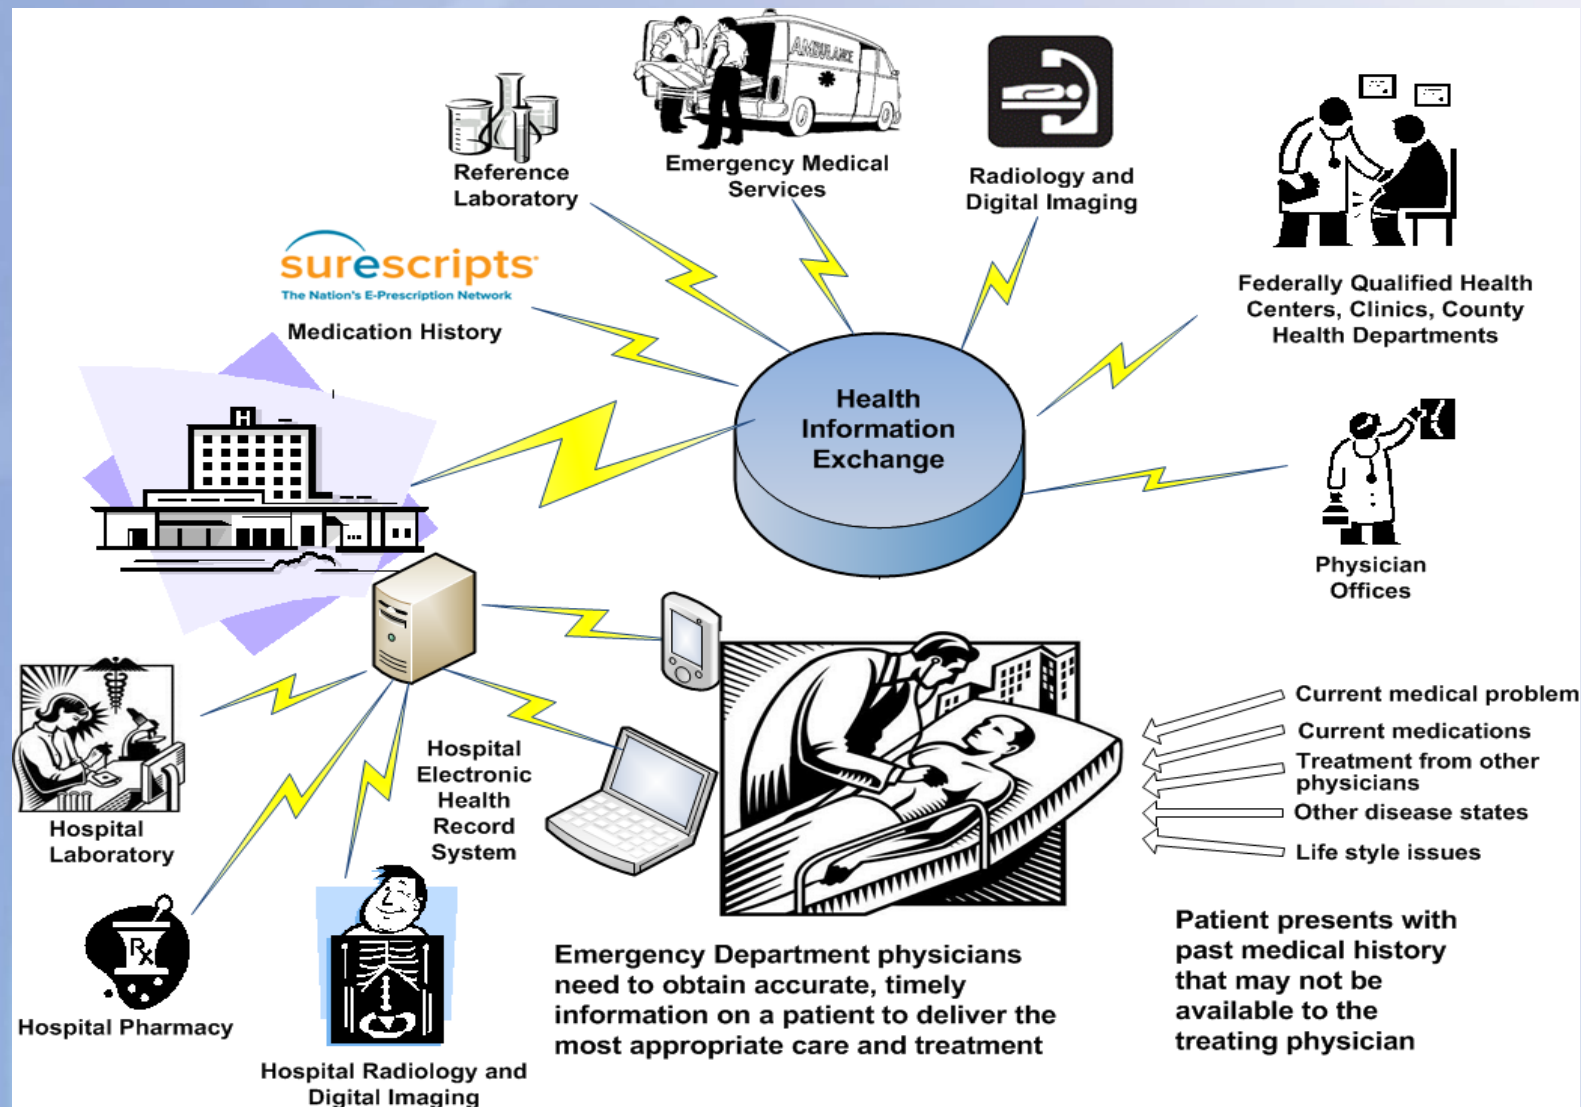 AMBULANCE
Reference
Laboratory
Emergency Medical
Services
Radiology and
Digital Imaging
surescripts
The Nation's E-Prescription Network
Medication History
Federally Qualified Health
Centers, Clinics, County
Health Departments
Health
Information
Exchange
H
Physician
Offices
Hospital
Laboratory
Hospital
Electronic
Health
Record
System
Current medical problem
Current medications
Treatment from other
physicians
Other disease states
Life style issues
Rx
Hospital Pharmacy
Hospital Radiology and
Digital Imaging
Emergency Department physicians
need to obtain accurate, timely
information on a patient to deliver the
most appropriate care and treatment
Patient presents with
past medical history
that may not be
available to the
treating physician